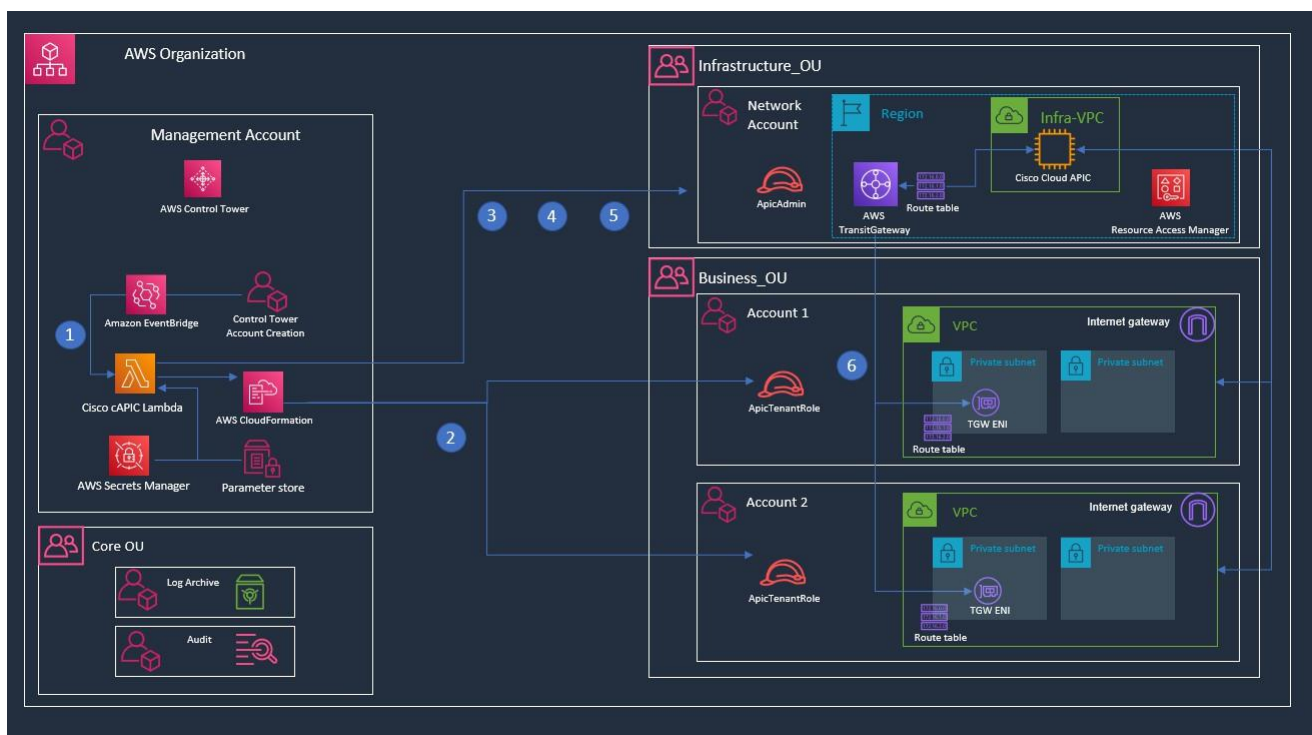 AWS Organization
Management Account
AWS Control Tower
Amazon EventBridge
Control Tower
Account Creation
1
Cisco cAPIC Lambda
AWS CloudFormation
AWS Secrets Manager
Parameter store
2
3
4
5
Core OU
Log Archive
Audit
Infrastructure_OU
Network
Account
ApicAdmin
Region
Infra-VPC
Cisco Cloud APIC
AWS
TransitGateway
Route table
AWS
Resource Access Manager
Business_OU
Account 1
ApicTenantRole
6
VPC
Internet gateway
Private subnet
Private subnet
TGW ENI
Route table
Account 2
ApicTenantRole
VPC
Internet gateway
Private subnet
Private subnet
TGW ENI
Route table